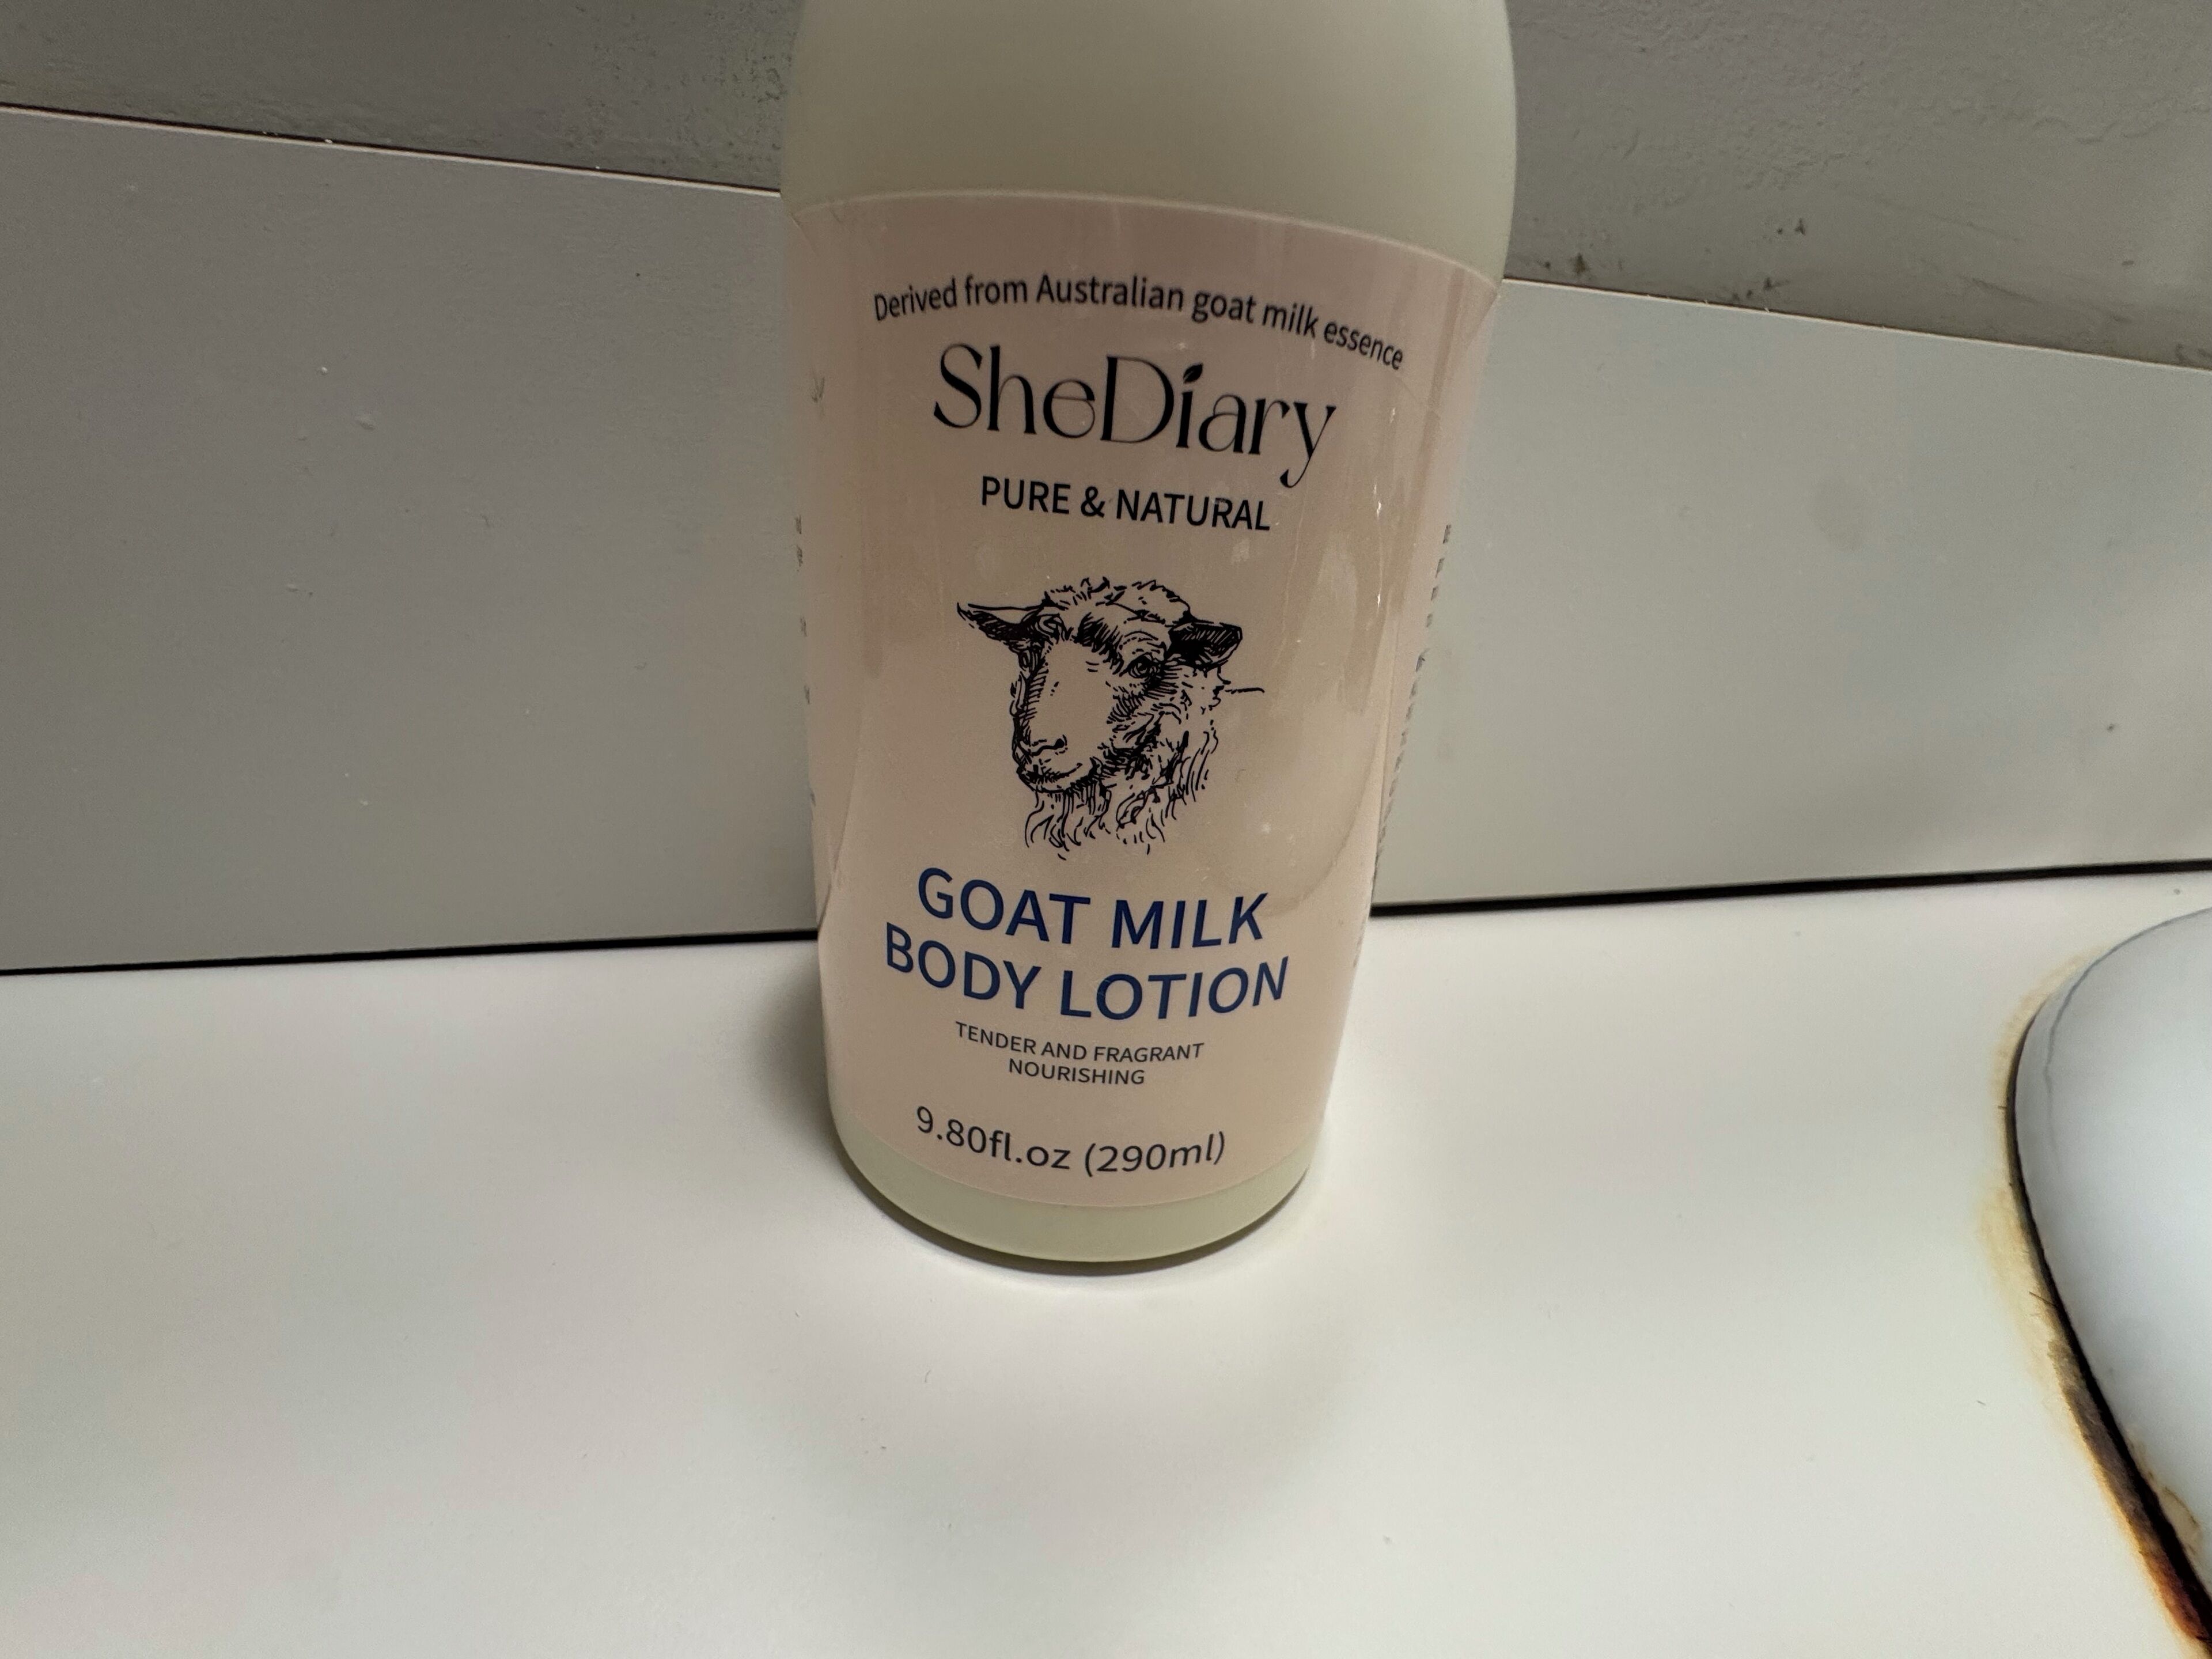 Derived from Australian goat milk essence
SheDiary
PURE & NATURAL
GOAT MILK
BODY LOTION
TENDER AND FRAGRANT
NOURISHING
9.80fl.oz (290ml)